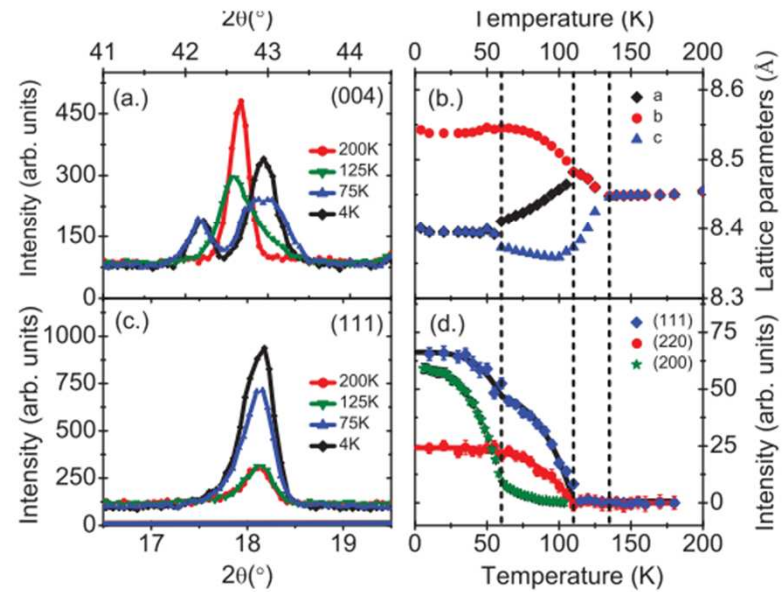 2θ(°)
Temperature (K)
41 42 43 44
0 50 100 150 200
(a.) (004)
200K
125K
75K
4K
450
300
150
0
Intensity (arb. units)
(b.)
a
b
c
8.6
8.5
8.4
8.3
Lattice parameters (Å)
(c.) (111)
200K
125K
75K
4K
1000
750
500
250
0
Intensity (arb. units)
17 18 19
2θ(°)
(d.)
(111)
(220)
(200)
75
50
25
0
Intensity (arb. units)
0 50 100 150 200
Temperature (K)